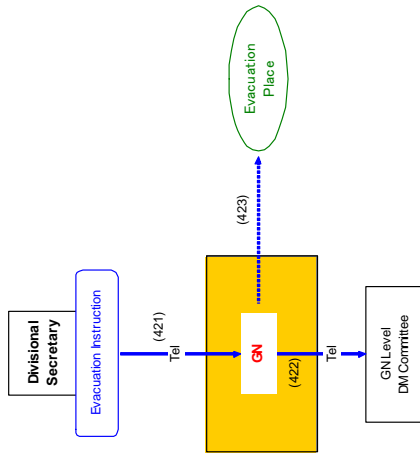 Divisional
Secretary
Evacuation Instruction
(421)
Tel
GN
(422)
Tel
GN Level
DM Committee
(423)
Evacuation
Place